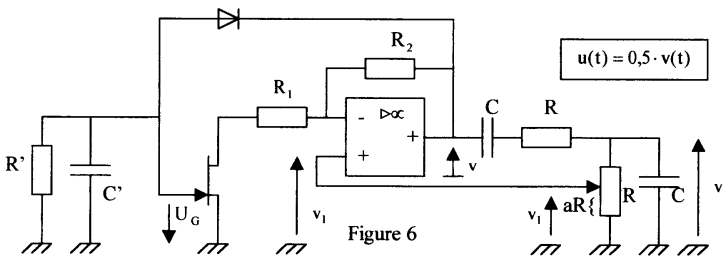 R₂
u(t) = 0,5 · v(t)
R₁
C
R
-
▷∞
+
+
R'
C'
U_G
v₁
v
v₁
aR{
R
C
v
Figure 6